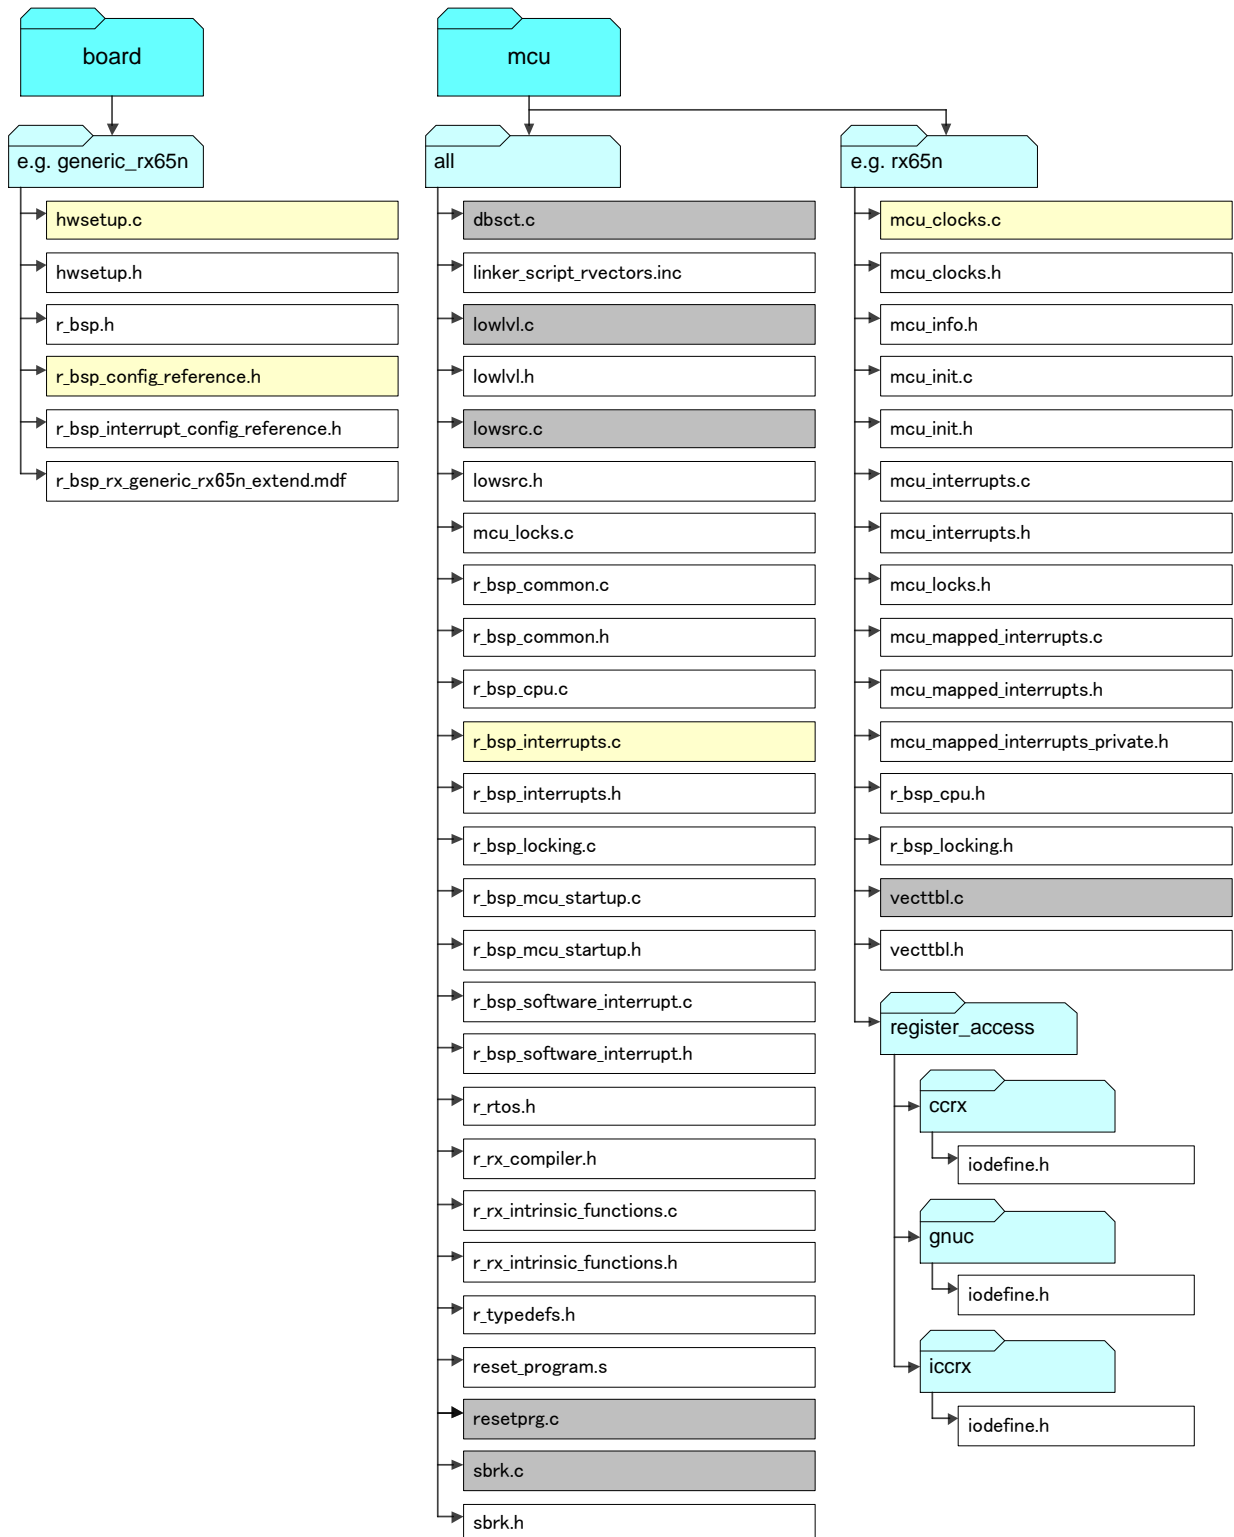 board
e.g. generic_rx65n
hwsetup.c
hwsetup.h
r_bsp.h
r_bsp_config_reference.h
r_bsp_interrupt_config_reference.h
r_bsp_rx_generic_rx65n_extend.mdf
mcu
all
dbsct.c
linker_script_rvectors.inc
lowlvl.c
lowlvl.h
lowsrc.c
lowsrc.h
mcu_locks.c
r_bsp_common.c
r_bsp_common.h
r_bsp_cpu.c
r_bsp_interrupts.c
r_bsp_interrupts.h
r_bsp_locking.c
r_bsp_mcu_startup.c
r_bsp_mcu_startup.h
r_bsp_software_interrupt.c
r_bsp_software_interrupt.h
r_rtos.h
r_rx_compiler.h
r_rx_intrinsic_functions.c
r_rx_intrinsic_functions.h
r_typedefs.h
reset_program.s
resetprg.c
sbrk.c
sbrk.h
e.g. rx65n
mcu_clocks.c
mcu_clocks.h
mcu_info.h
mcu_init.c
mcu_init.h
mcu_interrupts.c
mcu_interrupts.h
mcu_locks.h
mcu_mapped_interrupts.c
mcu_mapped_interrupts.h
mcu_mapped_interrupts_private.h
r_bsp_cpu.h
r_bsp_locking.h
vecttbl.c
vecttbl.h
register_access
ccrx
iodefine.h
gnuc
iodefine.h
iccrx
iodefine.h